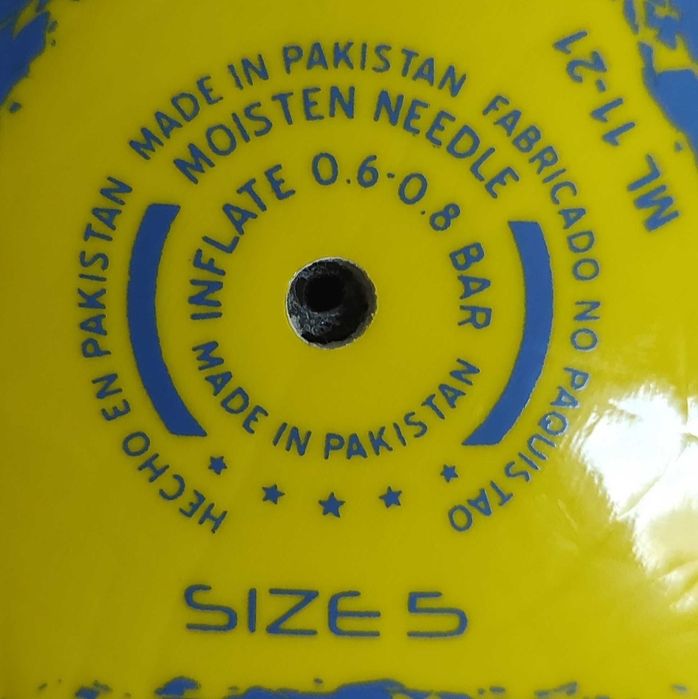 HECHO EN PAKISTAN MADE IN PAKISTAN FABRICADO NO PAQUISTAO
MOISTEN NEEDLE
INFLATE 0.6-0.8 BAR
MADE IN PAKISTAN
SIZE 5
ML 11-21